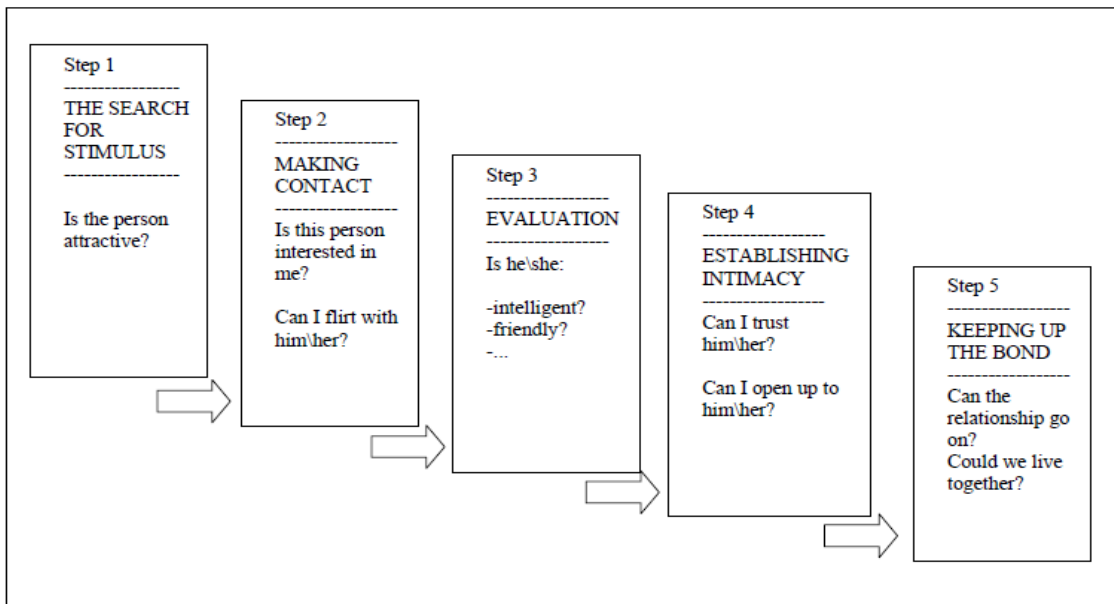 Step 1
-----------------
THE SEARCH
FOR
STIMULUS
-----------------
Is the person
attractive?
Step 2
------------------
MAKING
CONTACT
------------------
Is this person
interested in
me?
Can I flirt with
him\her?
Step 3
------------------
EVALUATION
------------------
Is he\she:
-intelligent?
-friendly?
-...
Step 4
------------------
ESTABLISHING
INTIMACY
------------------
Can I trust
him\her?
Can I open up to
him\her?
Step 5
------------------
KEEPING UP
THE BOND
------------------
Can the
relationship go
on?
Could we live
together?